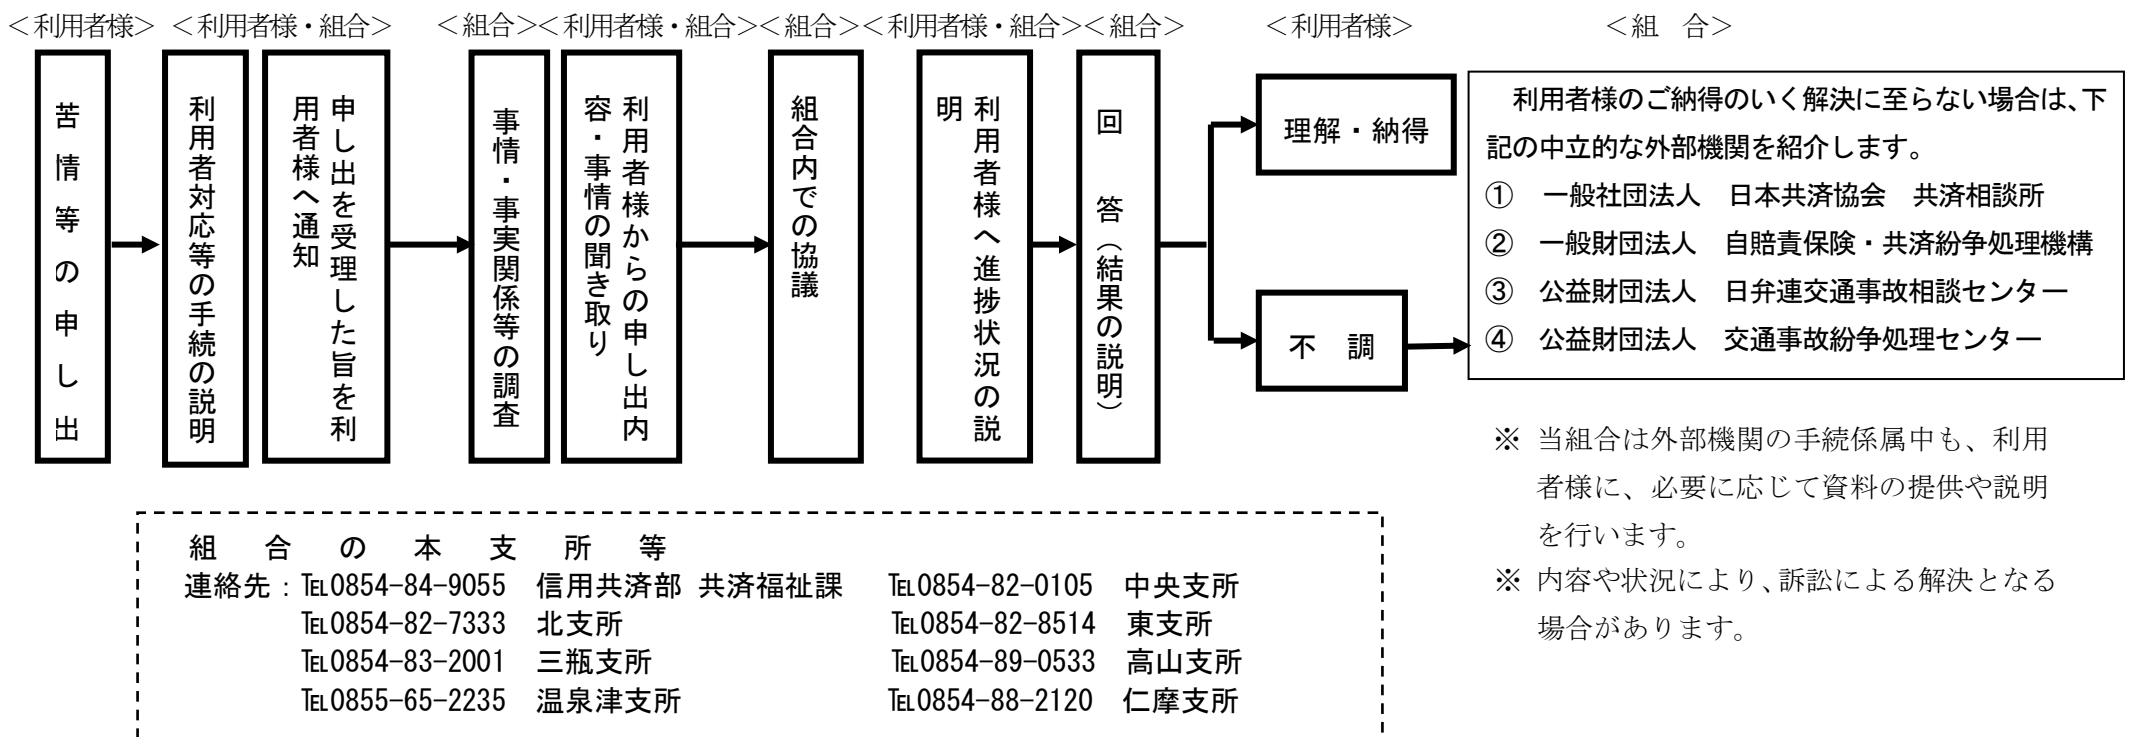 ＜利用者様＞ ＜利用者様・組合＞ ＜組合＞＜利用者様・組合＞＜組合＞＜利用者様・組合＞＜組合＞ ＜利用者様＞ ＜組　合＞
苦情等の申し出
利用者対応等の手続の説明
申し出を受理した旨を利
用者様へ通知
事情・事実関係等の調査
利用者様からの申し出内
容・事情の聞き取り
組合内での協議
利用者様へ進捗状況の説
明
回　答（結果の説明）
理解・納得
不　調
利用者様のご納得のいく解決に至らない場合は、下
記の中立的な外部機関を紹介します。
①　一般社団法人　日本共済協会　共済相談所
②　一般財団法人　自賠責保険・共済紛争処理機構
③　公益財団法人　日弁連交通事故相談センター
④　公益財団法人　交通事故紛争処理センター
※ 当組合は外部機関の手続係属中も、利用
者様に、必要に応じて資料の提供や説明
を行います。
※ 内容や状況により、訴訟による解決となる
場合があります。
組　合　の　本　支　所　等
連絡先：℡0854-84-9055　信用共済部 共済福祉課　℡0854-82-0105　中央支所
℡0854-82-7333　北支所　℡0854-82-8514　東支所
℡0854-83-2001　三瓶支所　℡0854-89-0533　高山支所
℡0855-65-2235　温泉津支所　℡0854-88-2120　仁摩支所